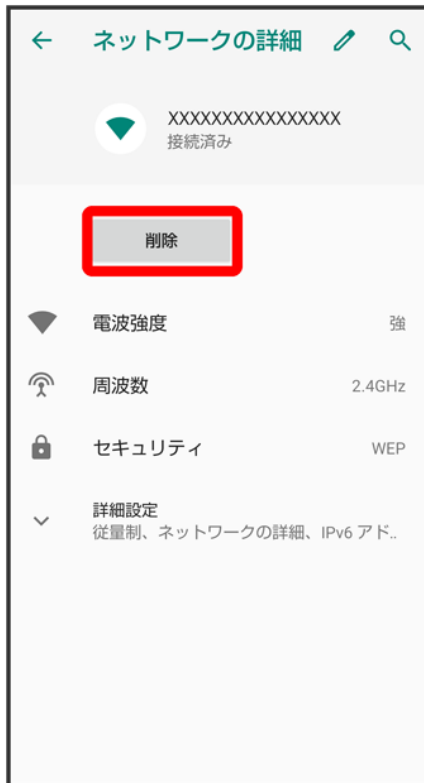 ネットワークの詳細
XXXXXXXXXXXXXXXX
接続済み
削除
電波強度 強
周波数 2.4GHz
セキュリティ WEP
詳細設定
従量制、ネットワークの詳細、IPv6 アド..